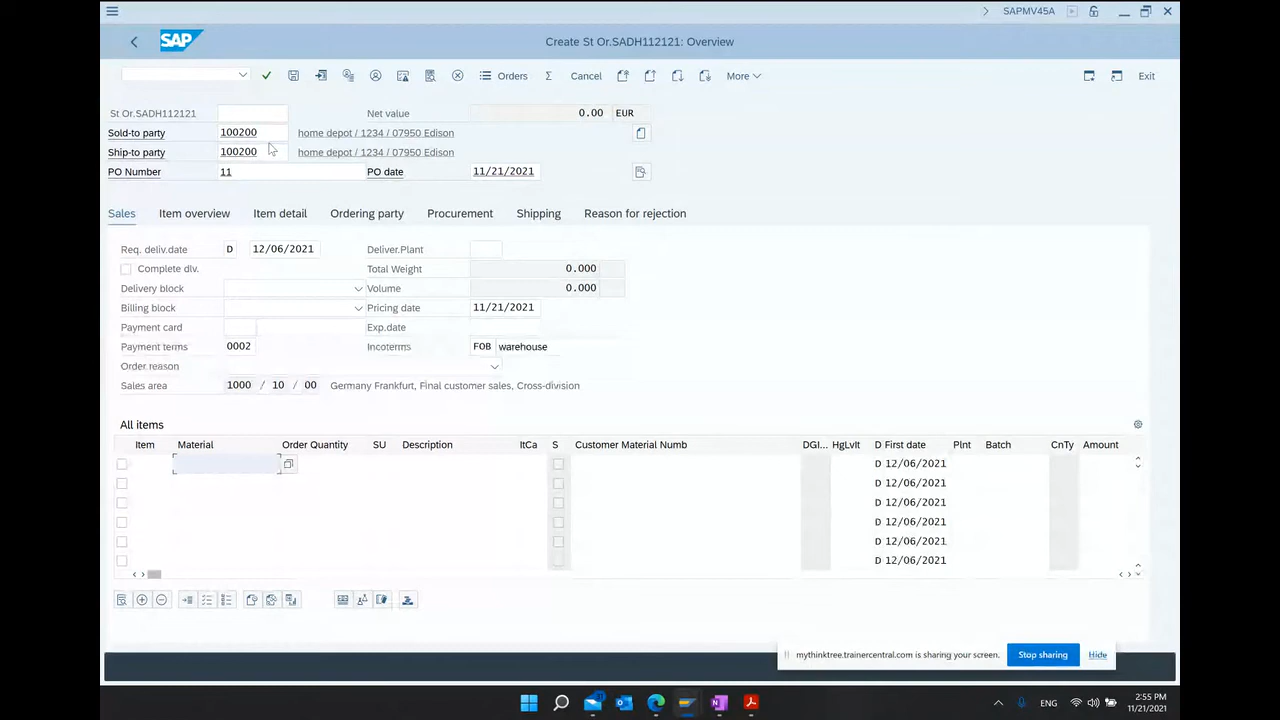 SAPMV45A
SAP Create St Or.SADH112121: Overview
Orders Σ Cancel More Exit
St Or.SADH112121 Net value 0.00 EUR
Sold-to party 100200 home depot / 1234 / 07950 Edison
Ship-to party 100200 home depot / 1234 / 07950 Edison
PO Number 11 PO date 11/21/2021
Sales Item overview Item detail Ordering party Procurement Shipping Reason for rejection
Req. deliv.date D 12/06/2021 Deliver.Plant
Complete dlv. Total Weight 0.000
Delivery block Volume 0.000
Billing block Pricing date 11/21/2021
Payment card Exp.date
Payment terms 0002 Incoterms FOB warehouse
Order reason
Sales area 1000 / 10 / 00 Germany Frankfurt, Final customer sales, Cross-division
All items
Item Material Order Quantity SU Description ItCa S Customer Material Numb DGI... HgLvIt D First date Plnt Batch CnTy Amount
D 12/06/2021
D 12/06/2021
D 12/06/2021
D 12/06/2021
D 12/06/2021
D 12/06/2021
mythinktree.trainercentral.com is sharing your screen. Stop sharing Hide
ENG 2:55 PM
11/21/2021